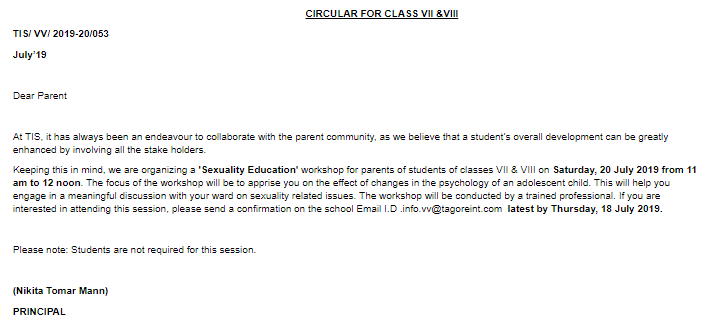 CIRCULAR FOR CLASS VII &VIII
TIS/ VV/ 2019-20/053
July'19
Dear Parent
At TIS, it has always been an endeavour to collaborate with the parent community, as we believe that a student's overall development can be greatly
enhanced by involving all the stake holders.
Keeping this in mind, we are organizing a 'Sexuality Education' workshop for parents of students of classes VII & VIII on Saturday, 20 July 2019 from 11
am to 12 noon. The focus of the workshop will be to apprise you on the effect of changes in the psychology of an adolescent child. This will help you
engage in a meaningful discussion with your ward on sexuality related issues. The workshop will be conducted by a trained professional. If you are
interested in attending this session, please send a confirmation on the school Email I.D .info.vv@tagoreint.com latest by Thursday, 18 July 2019.
Please note: Students are not required for this session.
(Nikita Tomar Mann)
PRINCIPAL